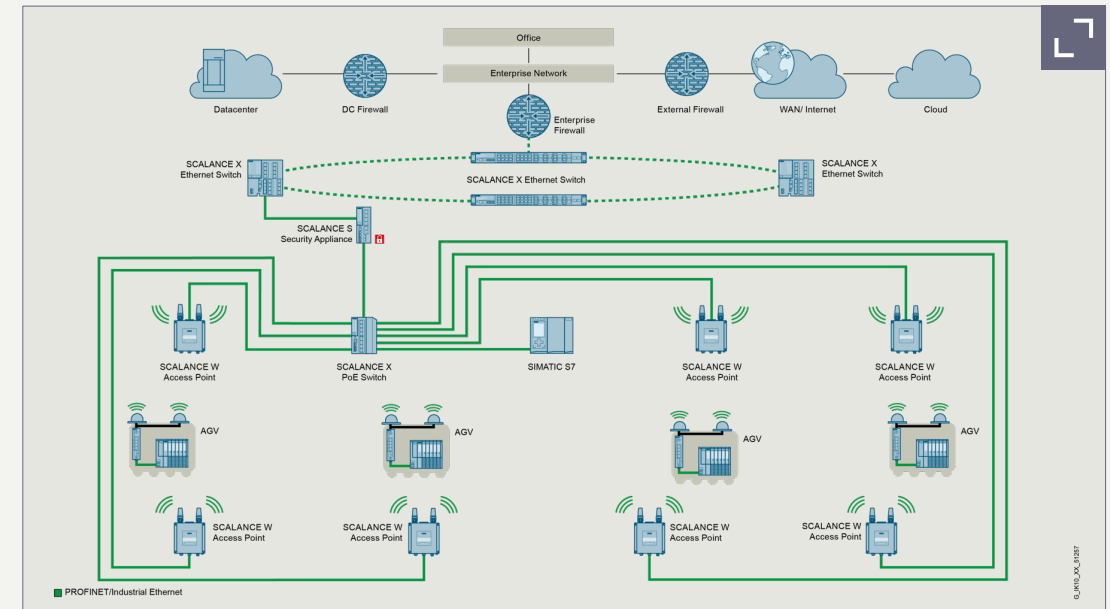 Office
Enterprise Network
Datacenter
DC Firewall
External Firewall
WAN/ Internet
Cloud
Enterprise
Firewall
SCALANCE X
Ethernet Switch
SCALANCE X Ethernet Switch
SCALANCE X
Ethernet Switch
SCALANCE S
Security Appliance
SCALANCE W
Access Point
SCALANCE X
PoE Switch
SIMATIC S7
SCALANCE W
Access Point
SCALANCE W
Access Point
AGV
AGV
AGV
AGV
SCALANCE W
Access Point
SCALANCE W
Access Point
SCALANCE W
Access Point
SCALANCE W
Access Point
PROFINET/Industrial Ethernet
G_IK10_XX_51257